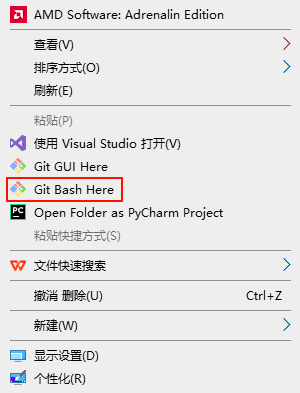 AMD Software: Adrenalin Edition
查看(V)
排序方式(O)
刷新(E)
粘贴(P)
使用 Visual Studio 打开(V)
Git GUI Here
Git Bash Here
PC Open Folder as PyCharm Project
粘贴快捷方式(S)
文件快速搜索
撤消 删除(U) Ctrl+Z
新建(W)
显示设置(D)
个性化(R)